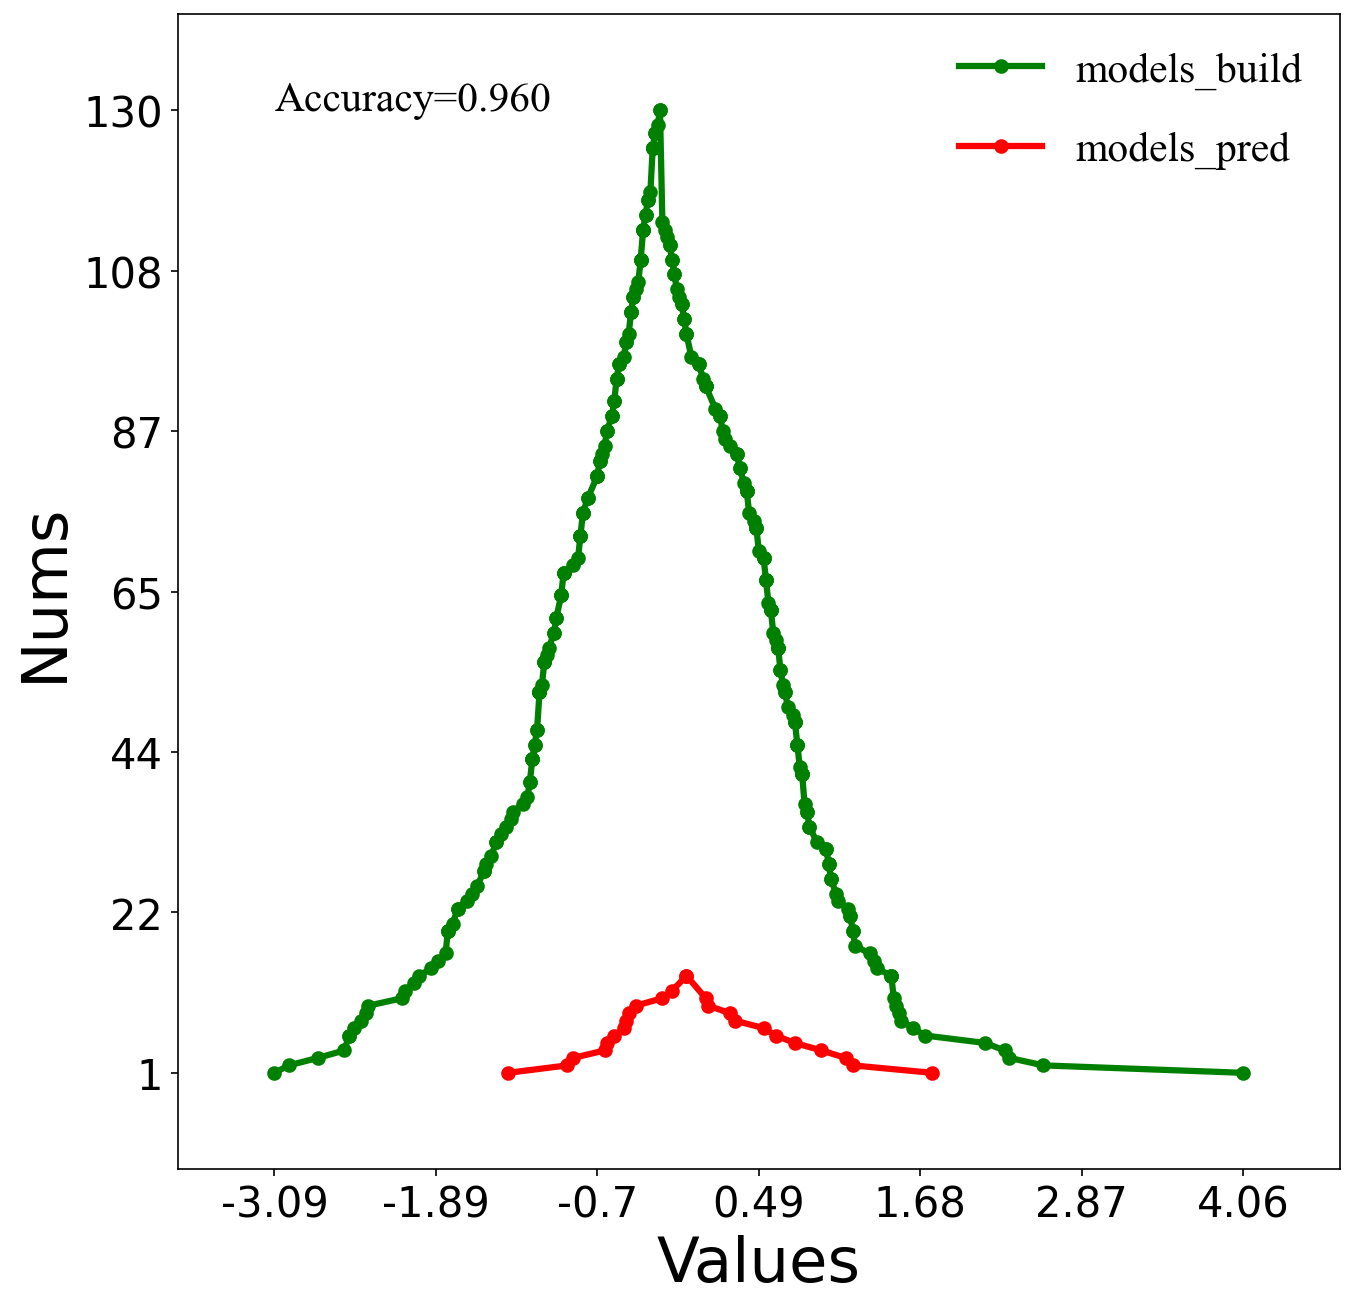 Accuracy=0.960
models_build
models_pred
130
108
87
65
44
22
1
Nums
-3.09 -1.89 -0.7 0.49 1.68 2.87 4.06
Values